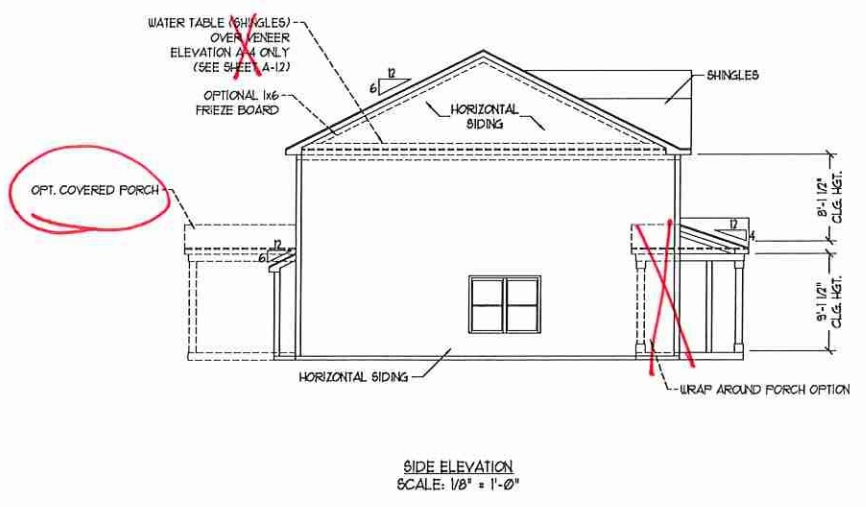 WATER TABLE (SHINGLES)
OVER VENEER
ELEVATION A-4 ONLY
(SEE SHEET A-1.2)
12
6
OPTIONAL 1x6
FRIEZE BOARD
HORIZONTAL
SIDING
SHINGLES
OPT. COVERED PORCH
8'-1 1/2"
CLG. HGT.
12
4
12
6
9'-1 1/2"
CLG. HGT.
HORIZONTAL SIDING
WRAP AROUND PORCH OPTION
SIDE ELEVATION
SCALE: 1/8" = 1'-0"